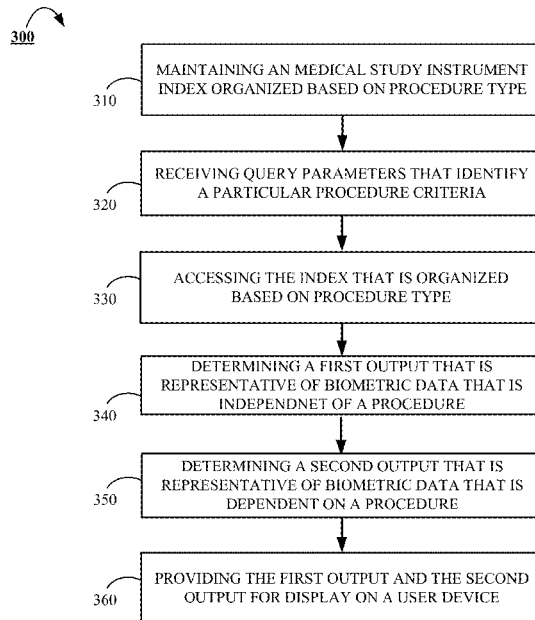 300
310
MAINTAINING AN MEDICAL STUDY INSTRUMENT
INDEX ORGANIZED BASED ON PROCEDURE TYPE
320
RECEIVING QUERY PARAMETERS THAT IDENTIFY
A PARTICULAR PROCEDURE CRITERIA
330
ACCESSING THE INDEX THAT IS ORGANIZED
BASED ON PROCEDURE TYPE
340
DETERMINING A FIRST OUTPUT THAT IS
REPRESENTATIVE OF BIOMETRIC DATA THAT IS
INDEPENDNET OF A PROCEDURE
350
DETERMINING A SECOND OUTPUT THAT IS
REPRESENTATIVE OF BIOMETRIC DATA THAT IS
DEPENDENT ON A PROCEDURE
360
PROVIDING THE FIRST OUTPUT AND THE SECOND
OUTPUT FOR DISPLAY ON A USER DEVICE